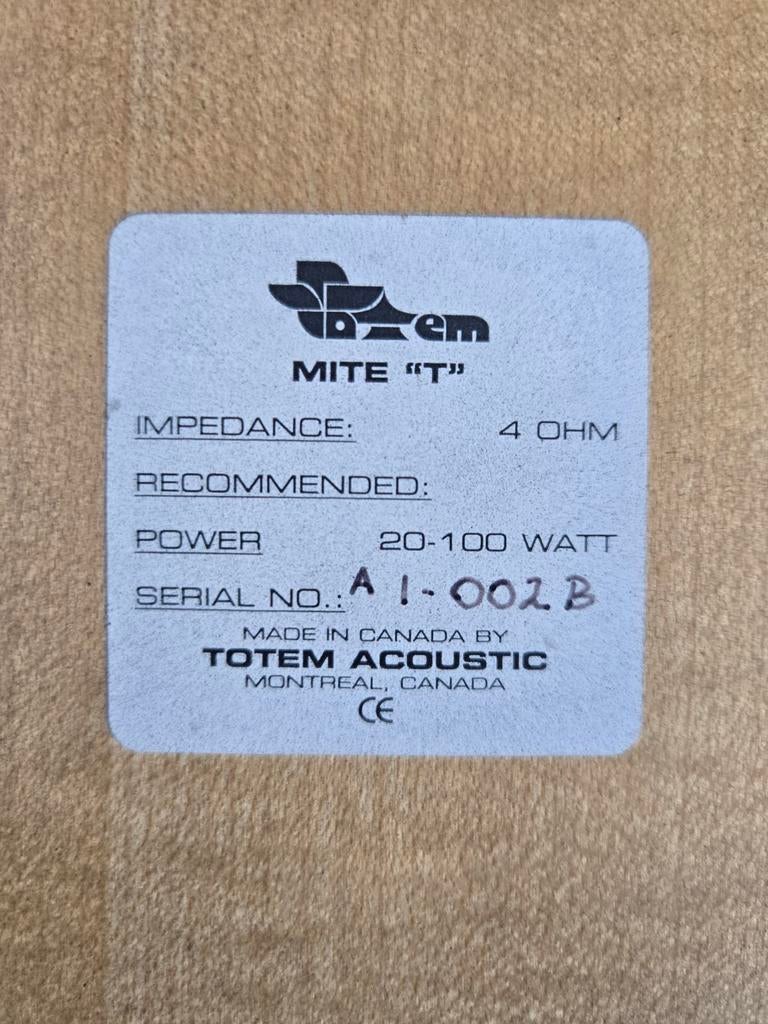 Totem
MITE “T”
IMPEDANCE: 4 OHM
RECOMMENDED:
POWER 20-100 WATT
SERIAL NO.: A1-002B
MADE IN CANADA BY
TOTEM ACOUSTIC
MONTREAL, CANADA
CE